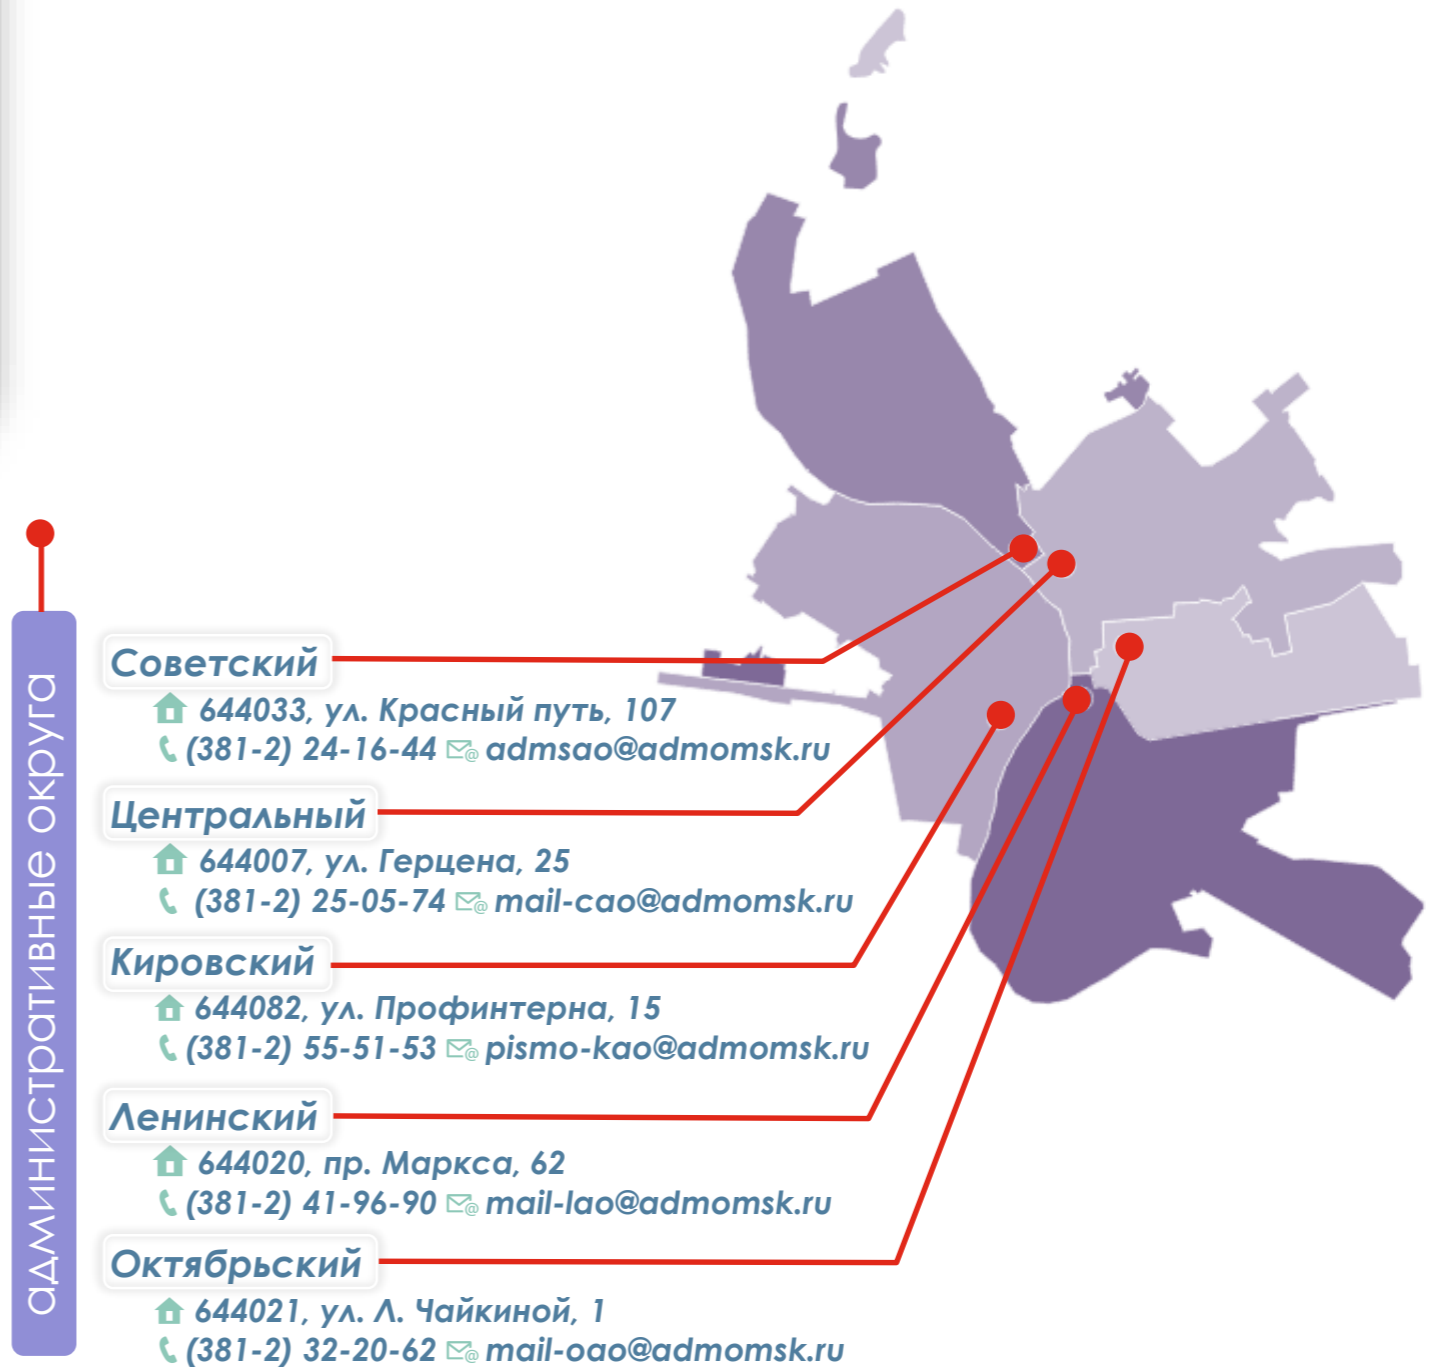 административные округа
Советский
644033, ул. Красный путь, 107
(381-2) 24-16-44 admsao@admomsk.ru
Центральный
644007, ул. Герцена, 25
(381-2) 25-05-74 mail-cao@admomsk.ru
Кировский
644082, ул. Профинтерна, 15
(381-2) 55-51-53 pismo-kao@admomsk.ru
Ленинский
644020, пр. Маркса, 62
(381-2) 41-96-90 mail-lao@admomsk.ru
Октябрьский
644021, ул. Л. Чайкиной, 1
(381-2) 32-20-62 mail-oao@admomsk.ru